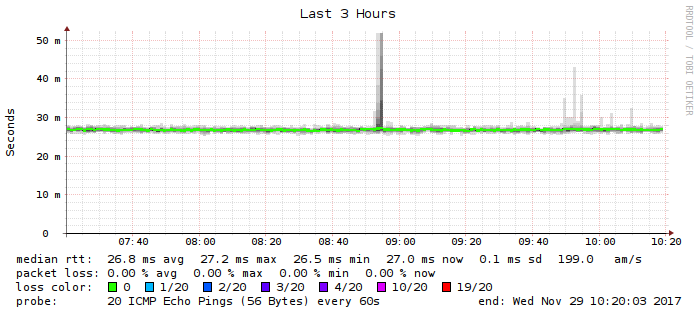 Last 3 Hours
RRDTOOL / TOBI OETIKER
Seconds
50 m
40 m
30 m
20 m
10 m
0
07:40 08:00 08:20 08:40 09:00 09:20 09:40 10:00 10:20
median rtt: 26.8 ms avg 27.2 ms max 26.5 ms min 27.0 ms now 0.1 ms sd 199.0 am/s
packet loss: 0.00 % avg 0.00 % max 0.00 % min 0.00 % now
loss color: 0 1/20 2/20 3/20 4/20 10/20 19/20
probe: 20 ICMP Echo Pings (56 Bytes) every 60s end: Wed Nov 29 10:20:03 2017